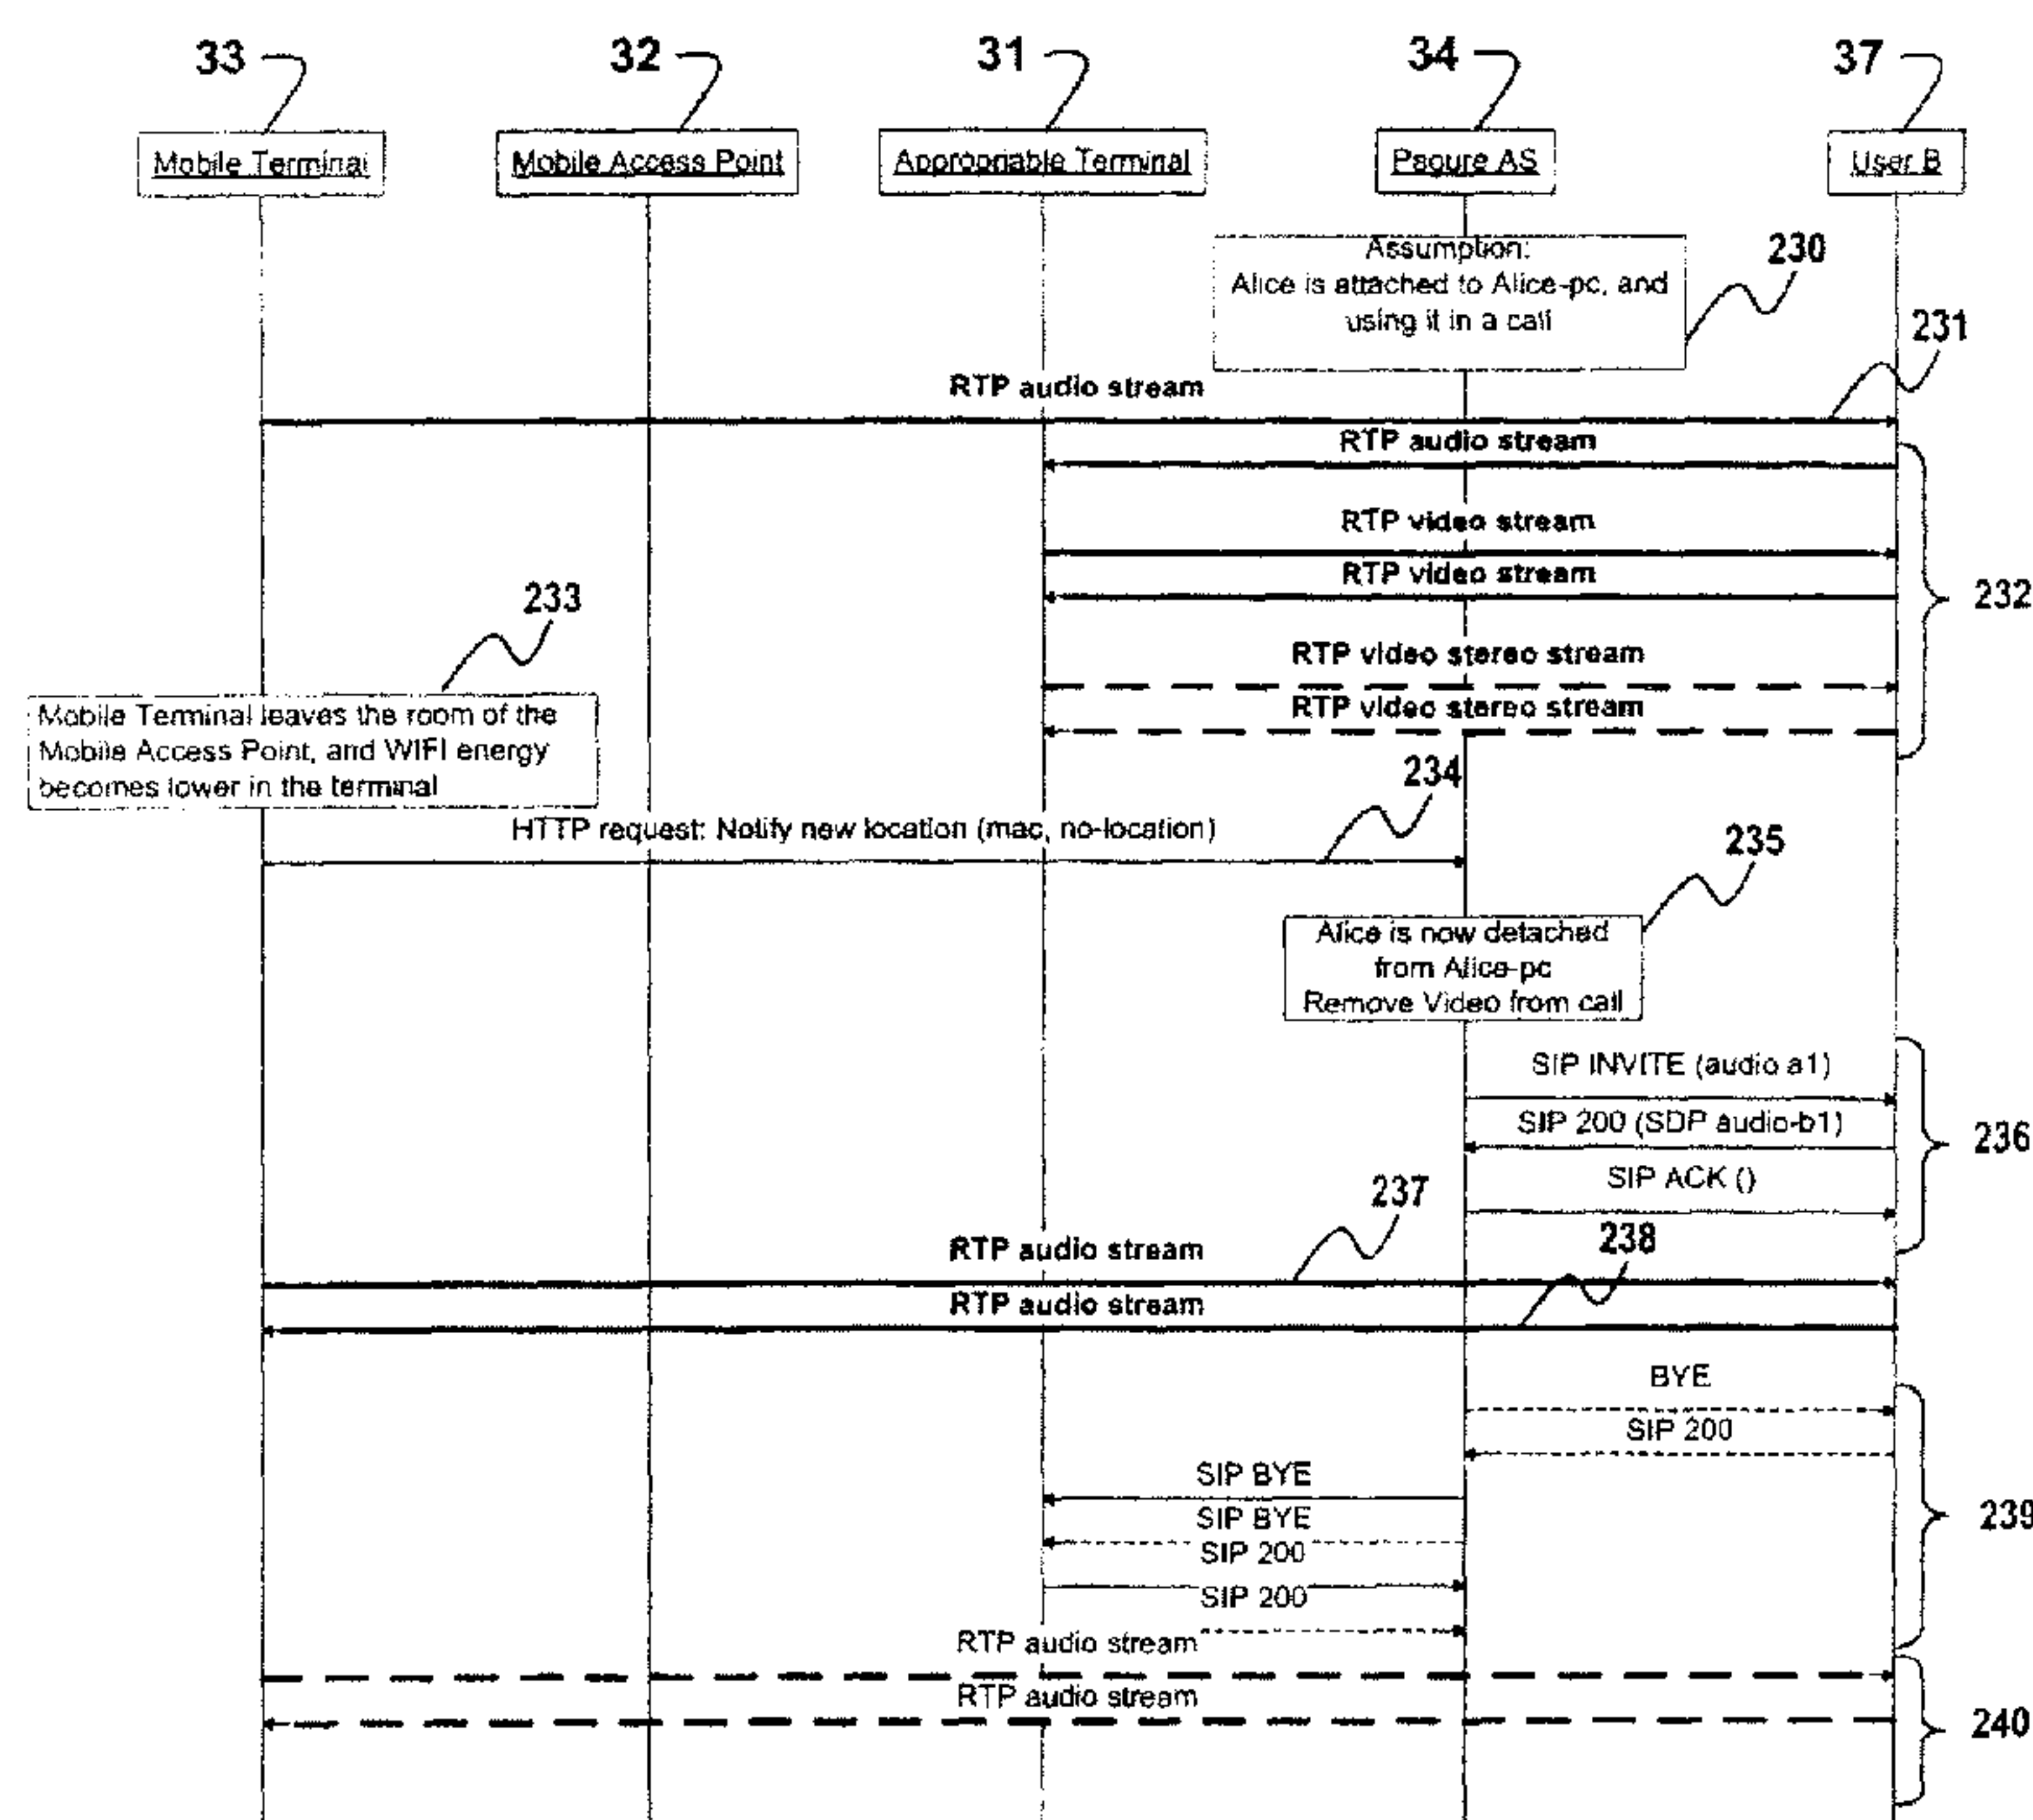 33
32
31
34
37
Mobile Terminal
Mobile Access Point
Appropriable Terminal
Pagure AS
User B
Assumption:
Alice is attached to Alice-pc, and
using it in a call
230
231
RTP audio stream
RTP audio stream
RTP video stream
RTP video stream
232
233
RTP video stereo stream
RTP video stereo stream
Mobile Terminal leaves the room of the
Mobile Access Point, and WIFI energy
becomes lower in the terminal
234
HTTP request: Notify new location (mac, no-location)
235
Alice is now detached
from Alice-pc
Remove Video from call
SIP INVITE (audio a1)
SIP 200 (SDP audio-b1)
236
SIP ACK ()
237
238
RTP audio stream
RTP audio stream
BYE
SIP 200
SIP BYE
SIP BYE
239
SIP 200
SIP 200
RTP audio stream
RTP audio stream
240